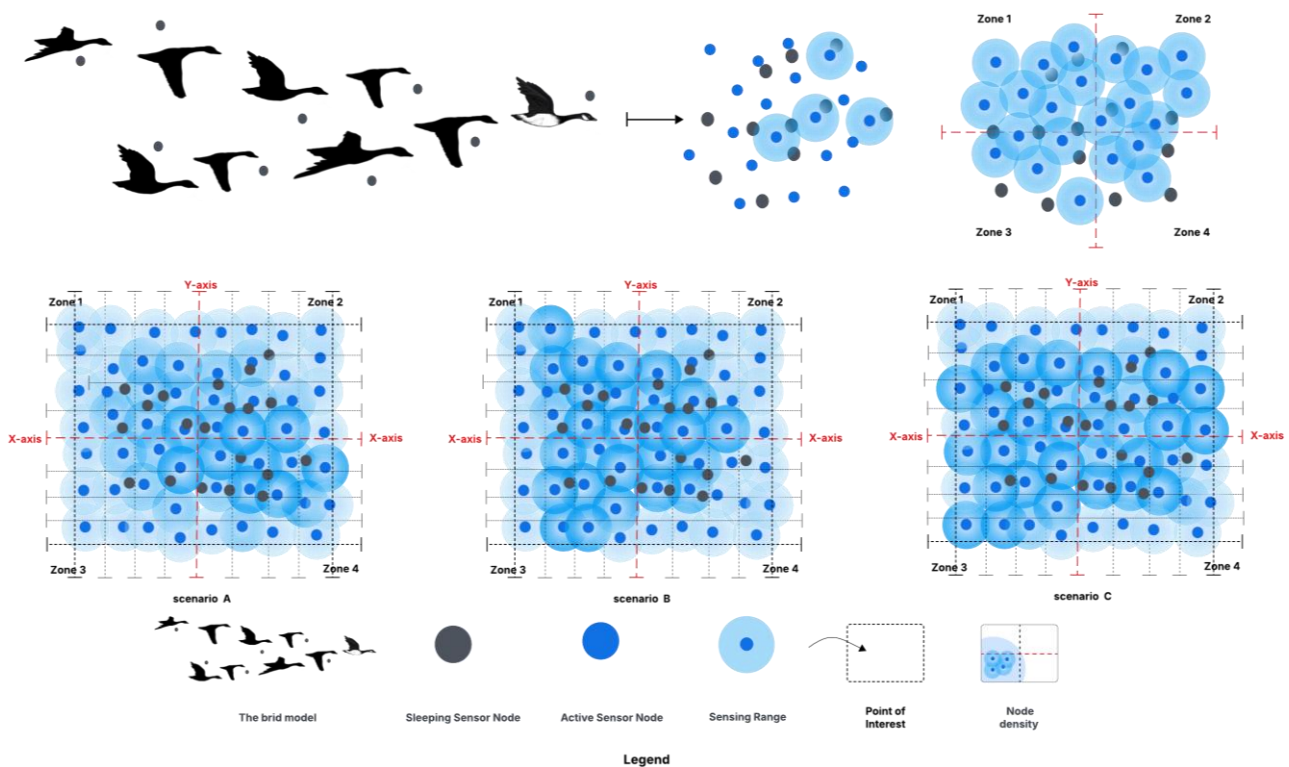 Zone 1
Zone 2
Zone 3
Zone 4
Y-axis
Zone 1
Zone 2
X-axis
X-axis
Zone 3
Zone 4
scenario A
Y-axis
Zone 1
Zone 2
X-axis
X-axis
Zone 3
Zone 4
scenario B
Y-axis
Zone 1
Zone 2
X-axis
X-axis
Zone 3
Zone 4
scenario C
The brid model
Sleeping Sensor Node
Active Sensor Node
Sensing Range
Point of
Interest
Node
density
Legend